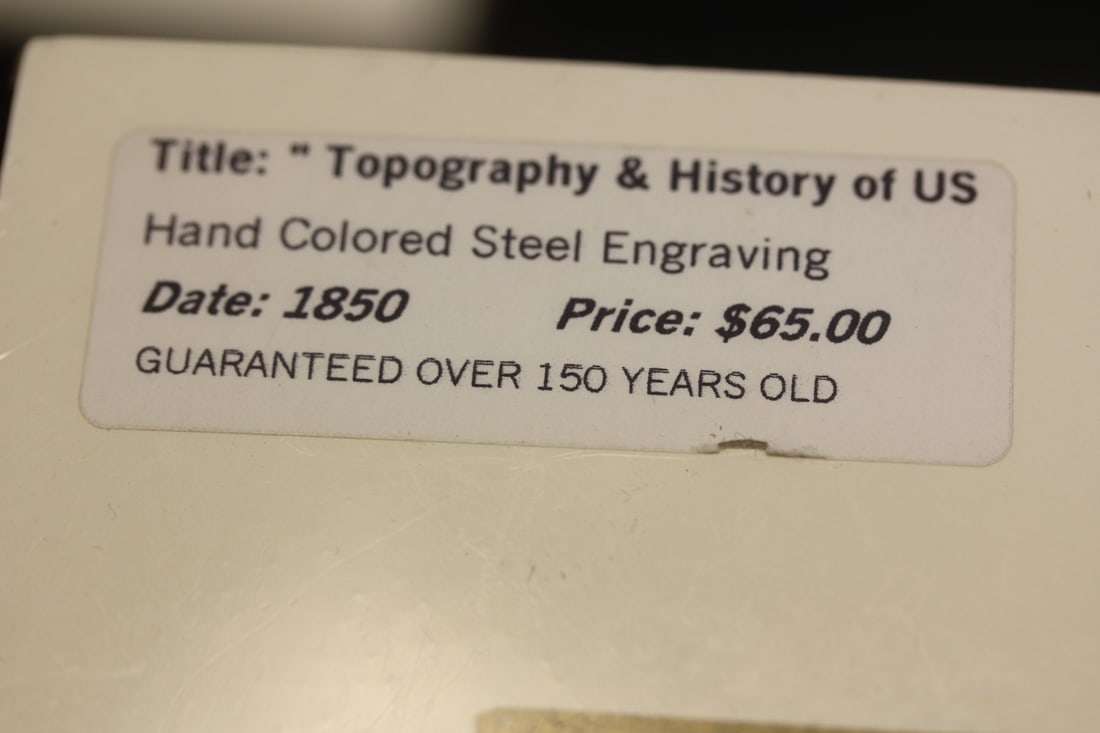 Title: " Topography & History of US
Hand Colored Steel Engraving
Date: 1850 Price: $65.00
GUARANTEED OVER 150 YEARS OLD